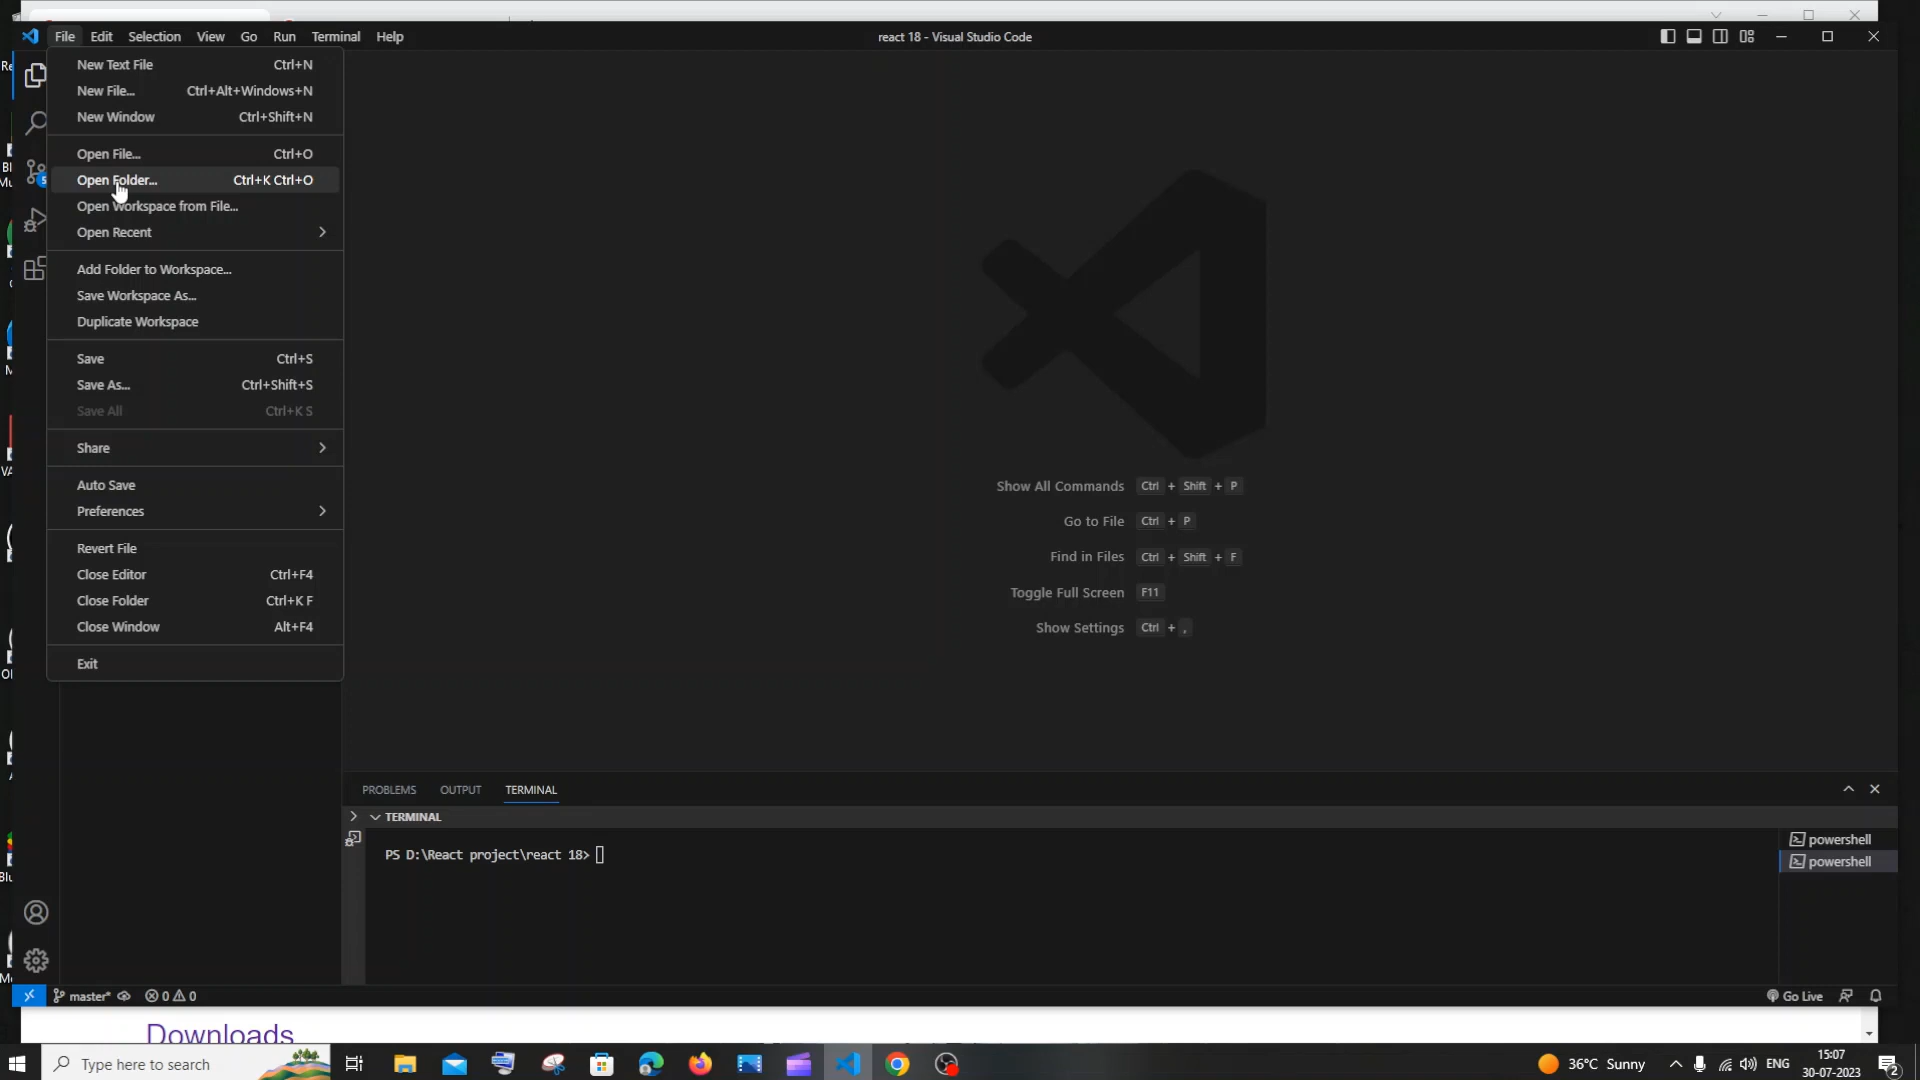 File Edit Selection View Go Run Terminal Help
react 18 - Visual Studio Code
New Text File Ctrl+N
New File... Ctrl+Alt+Windows+N
New Window Ctrl+Shift+N
Open File... Ctrl+O
Open Folder... Ctrl+K Ctrl+O
Open Workspace from File...
Open Recent
Add Folder to Workspace...
Save Workspace As...
Duplicate Workspace
Save Ctrl+S
Save As... Ctrl+Shift+S
Save All Ctrl+K S
Share
Auto Save
Preferences
Revert File
Close Editor Ctrl+F4
Close Folder Ctrl+K F
Close Window Alt+F4
Exit
Show All Commands Ctrl + Shift + P
Go to File Ctrl + P
Find in Files Ctrl + Shift + F
Toggle Full Screen F11
Show Settings Ctrl + ,
PROBLEMS OUTPUT TERMINAL
TERMINAL
PS D:\React project\react 18>
powershell
powershell
master* 0 0
Go Live
Downloads
Type here to search
36°C Sunny
ENG
15:07
30-07-2023
2